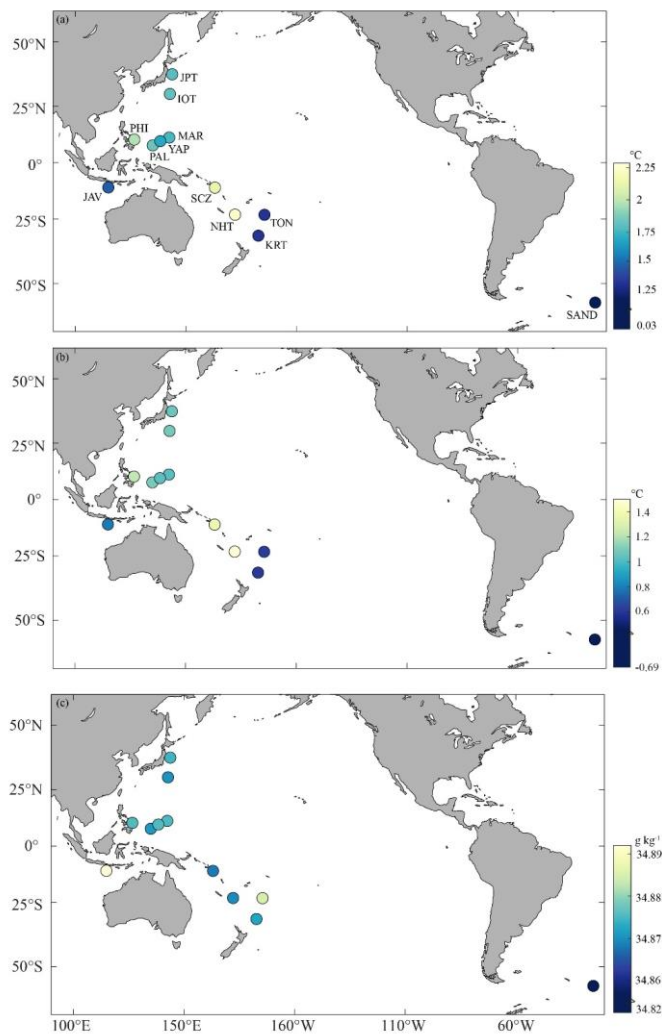 (a)
50°N
25°N
0°
25°S
50°S
JPT
IOT
PHI
MAR
YAP
PAL
JAV
SCZ
NHT
TON
KRT
SAND
°C
2.25
2
1.75
1.5
1.25
0.03
(b)
50°N
25°N
0°
25°S
50°S
°C
1.4
1.2
1
0.8
0.6
-0.69
(c)
50°N
25°N
0°
25°S
50°S
g kg⁻¹
34.89
34.88
34.87
34.86
34.82
100°E 150°E 160°W 110°W 60°W